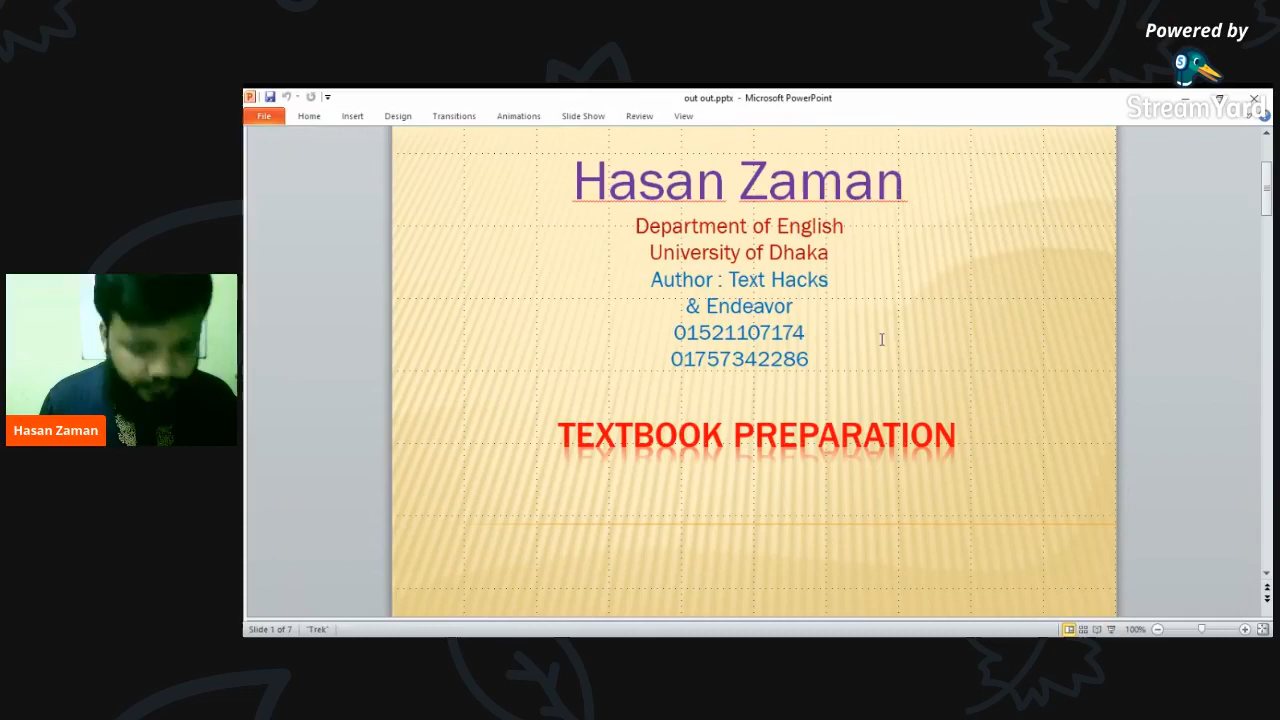 Powered by
StreamYard
out out.pptx - Microsoft PowerPoint
File Home Insert Design Transitions Animations Slide Show Review View
Hasan Zaman
Department of English
University of Dhaka
Author : Text Hacks
& Endeavor
01521107174
01757342286
TEXTBOOK PREPARATION
Hasan Zaman
Slide 1 of 7 "Trek" 100%